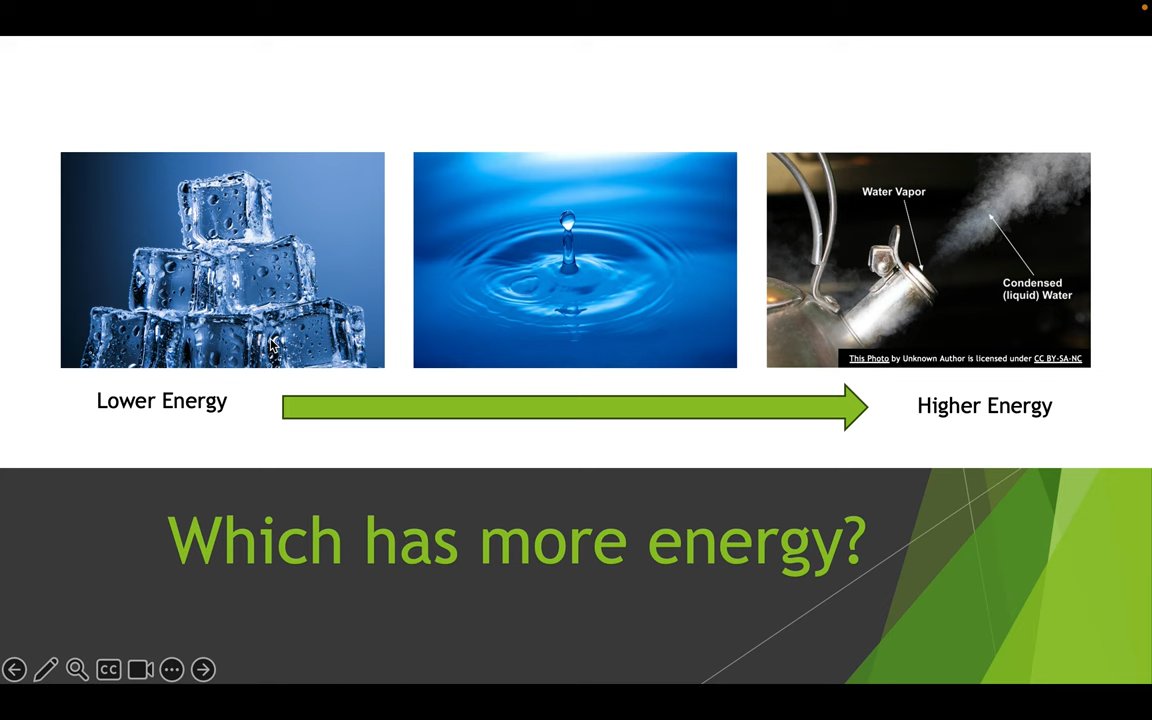 Water Vapor
Condensed
(liquid) Water
This Photo by Unknown Author is licensed under CC BY-SA-NC
Lower Energy
Higher Energy
Which has more energy?
CC